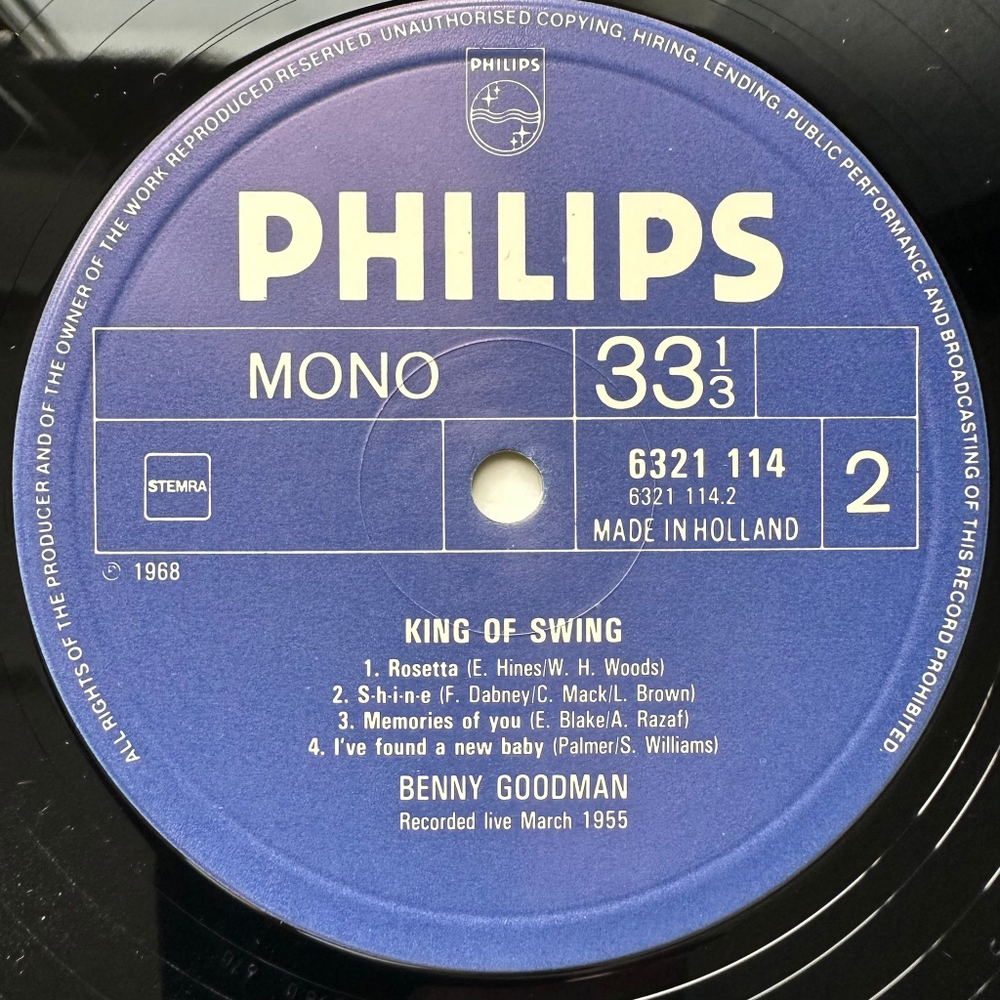 ALL RIGHTS OF THE PRODUCER AND OF THE OWNER OF THE WORK REPRODUCED RESERVED. UNAUTHORISED COPYING, HIRING, LENDING, PUBLIC PERFORMANCE AND BROADCASTING OF THIS RECORD PROHIBITED.
PHILIPS
PHILIPS
MONO
33 1/3
STEMRA
6321 114
6321 114.2
MADE IN HOLLAND
2
℗ 1968
KING OF SWING
1. Rosetta (E. Hines/W. H. Woods)
2. S-h-i-n-e (F. Dabney/C. Mack/L. Brown)
3. Memories of you (E. Blake/A. Razaf)
4. I've found a new baby (Palmer/S. Williams)
BENNY GOODMAN
Recorded live March 1955